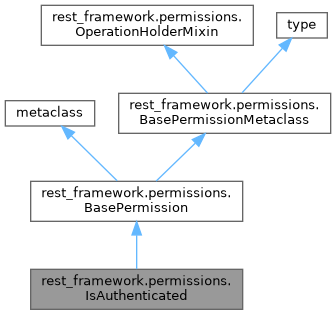 rest_framework.permissions.
OperationHolderMixin
type
metaclass
rest_framework.permissions.
BasePermissionMetaclass
rest_framework.permissions.
BasePermission
rest_framework.permissions.
IsAuthenticated